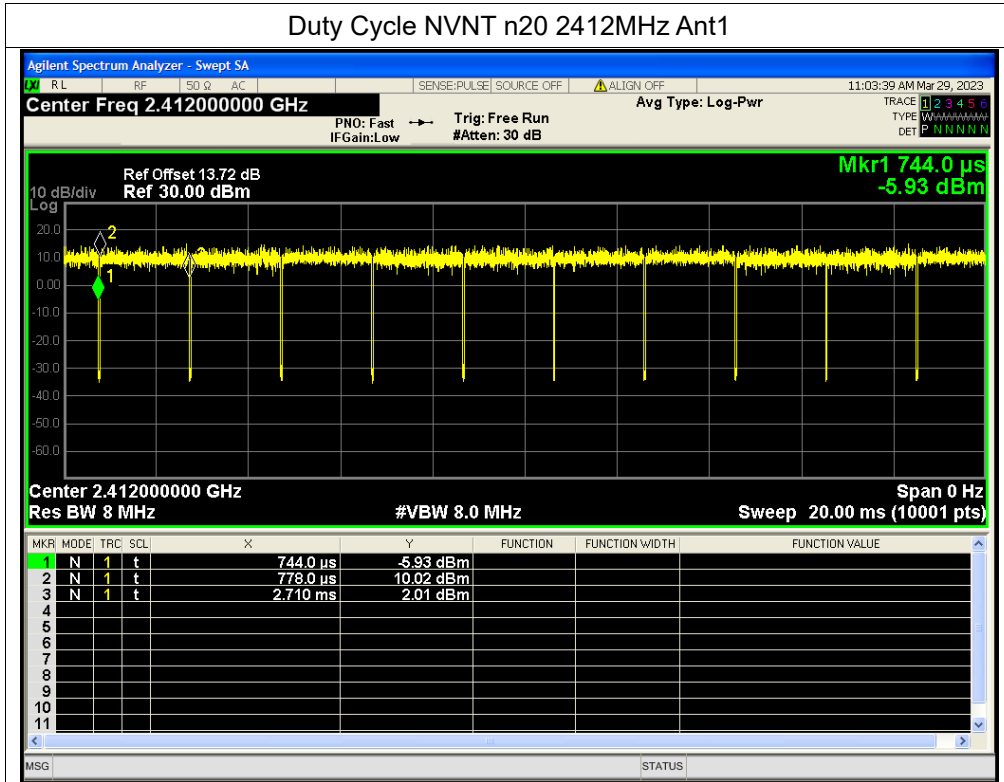 Duty Cycle NVNT n20 2412MHz Ant1
Agilent Spectrum Analyzer - Swept SA
LXI RL RF 50 Ω AC SENSE:PULSE SOURCE OFF ALIGN OFF 11:03:39 AM Mar 29, 2023
Center Freq 2.412000000 GHz Avg Type: Log-Pwr TRACE 1 2 3 4 5 6
PNO: Fast Trig: Free Run TYPE WWWWWW
IFGain:Low #Atten: 30 dB DET P N N N N N
Mkr1 744.0 µs
Ref Offset 13.72 dB
10 dB/div Ref 30.00 dBm -5.93 dBm
Log
20.0
2
10.0
3
1
0.00
-10.0
-20.0
-30.0
-40.0
-50.0
-60.0
Center 2.412000000 GHz Span 0 Hz
Res BW 8 MHz #VBW 8.0 MHz Sweep 20.00 ms (10001 pts)
MKR MODE TRC SCL X Y FUNCTION FUNCTION WIDTH FUNCTION VALUE
1 N 1 t 744.0 µs -5.93 dBm
2 N 1 t 778.0 µs 10.02 dBm
3 N 1 t 2.710 ms 2.01 dBm
4
5
6
7
8
9
10
11
MSG STATUS